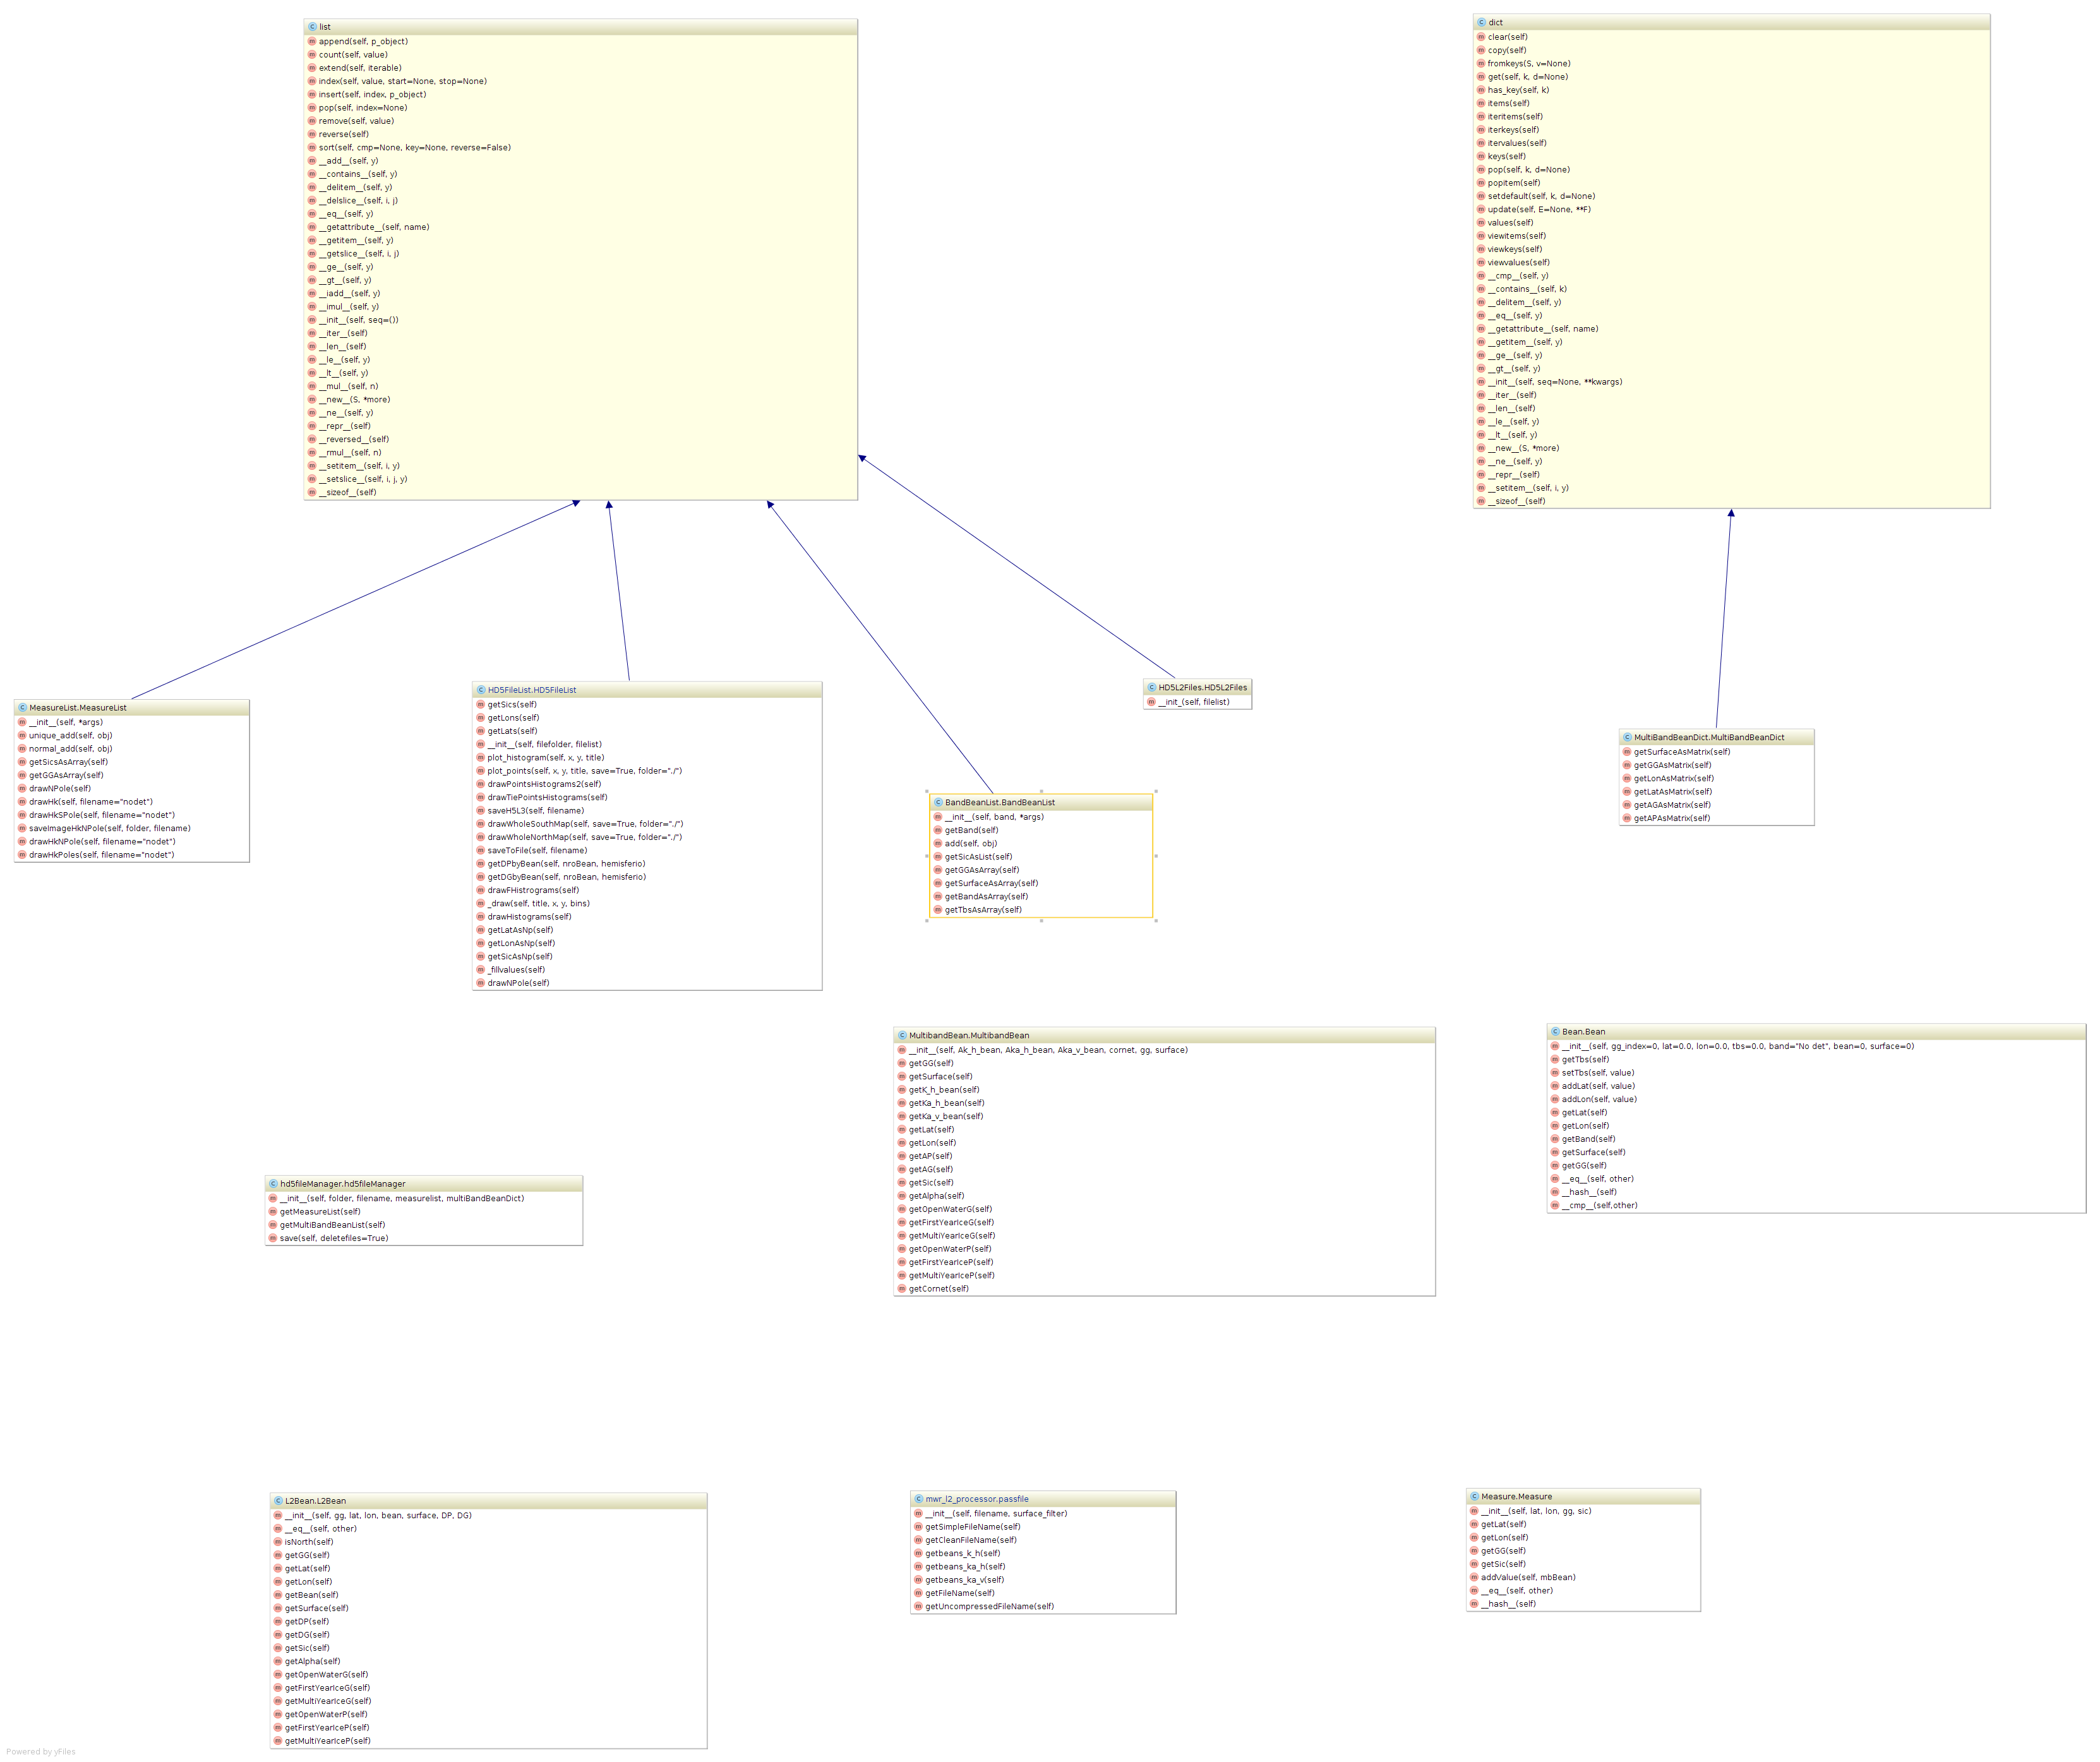 list
append(self, p_object)
count(self, value)
extend(self, iterable)
index(self, value, start=None, stop=None)
insert(self, index, p_object)
pop(self, index=None)
remove(self, value)
reverse(self)
sort(self, cmp=None, key=None, reverse=False)
__add__(self, y)
__contains__(self, y)
__delitem__(self, y)
__delslice__(self, i, j)
__eq__(self, y)
__getattribute__(self, name)
__getitem__(self, y)
__getslice__(self, i, j)
__ge__(self, y)
__gt__(self, y)
__iadd__(self, y)
__imul__(self, y)
__init__(self, seq=())
__iter__(self)
__len__(self)
__le__(self, y)
__lt__(self, y)
__mul__(self, n)
__new__(S, *more)
__ne__(self, y)
__repr__(self)
__reversed__(self)
__rmul__(self, n)
__setitem__(self, i, y)
__setslice__(self, i, j, y)
__sizeof__(self)
dict
clear(self)
copy(self)
fromkeys(S, v=None)
get(self, k, d=None)
has_key(self, k)
items(self)
iteritems(self)
iterkeys(self)
itervalues(self)
keys(self)
pop(self, k, d=None)
popitem(self)
setdefault(self, k, d=None)
update(self, E=None, **F)
values(self)
viewitems(self)
viewkeys(self)
viewvalues(self)
__cmp__(self, y)
__contains__(self, k)
__delitem__(self, y)
__eq__(self, y)
__getattribute__(self, name)
__getitem__(self, y)
__ge__(self, y)
__gt__(self, y)
__init__(self, seq=None, **kwargs)
__iter__(self)
__len__(self)
__le__(self, y)
__lt__(self, y)
__new__(S, *more)
__ne__(self, y)
__repr__(self)
__setitem__(self, i, y)
__sizeof__(self)
MeasureList.MeasureList
__init__(self, *args)
unique_add(self, obj)
normal_add(self, obj)
getSicsAsArray(self)
getGGAsArray(self)
drawNPole(self)
drawHk(self, filename="nodet")
drawHkSPole(self, filename="nodet")
saveImageHkNPole(self, folder, filename)
drawHkNPole(self, filename="nodet")
drawHkPoles(self, filename="nodet")
HD5FileList.HD5FileList
getSics(self)
getLons(self)
getLats(self)
__init__(self, filefolder, filelist)
plot_histogram(self, x, y, title)
plot_points(self, x, y, title, save=True, folder="./")
drawPointsHistograms2(self)
drawTiePointsHistograms(self)
saveH5L3(self, filename)
drawWholeSouthMap(self, save=True, folder="./")
drawWholeNorthMap(self, save=True, folder="./")
saveToFile(self, filename)
getDPbyBean(self, nroBean, hemisferio)
getDGbyBean(self, nroBean, hemisferio)
drawFHistrograms(self)
_draw(self, title, x, y, bins)
drawHistograms(self)
getLatAsNp(self)
getLonAsNp(self)
getSicAsNp(self)
_fillvalues(self)
drawNPole(self)
BandBeanList.BandBeanList
__init__(self, band, *args)
getBand(self)
add(self, obj)
getSicAsList(self)
getGGAsArray(self)
getSurfaceAsArray(self)
getBandAsArray(self)
getTbsAsArray(self)
HD5L2Files.HD5L2Files
__init_(self, filelist)
MultiBandBeanDict.MultiBandBeanDict
getSurfaceAsMatrix(self)
getGGAsMatrix(self)
getLonAsMatrix(self)
getLatAsMatrix(self)
getAGAsMatrix(self)
getAPAsMatrix(self)
MultibandBean.MultibandBean
__init__(self, Ak_h_bean, Aka_h_bean, Aka_v_bean, cornet, gg, surface)
getGG(self)
getSurface(self)
getK_h_bean(self)
getKa_h_bean(self)
getKa_v_bean(self)
getLat(self)
getLon(self)
getAP(self)
getAG(self)
getSic(self)
getAlpha(self)
getOpenWaterG(self)
getFirstYearIceG(self)
getMultiYearIceG(self)
getOpenWaterP(self)
getFirstYearIceP(self)
getMultiYearIceP(self)
getCornet(self)
Bean.Bean
__init__(self, gg_index=0, lat=0.0, lon=0.0, tbs=0.0, band="No det", bean=0, surface=0)
getTbs(self)
setTbs(self, value)
addLat(self, value)
addLon(self, value)
getLat(self)
getLon(self)
getBand(self)
getSurface(self)
getGG(self)
__eq__(self, other)
__hash__(self)
__cmp__(self,other)
hd5fileManager.hd5fileManager
__init__(self, folder, filename, measurelist, multiBandBeanDict)
getMeasureList(self)
getMultiBandBeanList(self)
save(self, deletefiles=True)
L2Bean.L2Bean
__init__(self, gg, lat, lon, bean, surface, DP, DG)
__eq__(self, other)
isNorth(self)
getGG(self)
getLat(self)
getLon(self)
getBean(self)
getSurface(self)
getDP(self)
getDG(self)
getSic(self)
getAlpha(self)
getOpenWaterG(self)
getFirstYearIceG(self)
getMultiYearIceG(self)
getOpenWaterP(self)
getFirstYearIceP(self)
getMultiYearIceP(self)
mwr_l2_processor.passfile
__init__(self, filename, surface_filter)
getSimpleFileName(self)
getCleanFileName(self)
getbeans_k_h(self)
getbeans_ka_h(self)
getbeans_ka_v(self)
getFileName(self)
getUncompressedFileName(self)
Measure.Measure
__init__(self, lat, lon, gg, sic)
getLat(self)
getLon(self)
getGG(self)
getSic(self)
addValue(self, mbBean)
__eq__(self, other)
__hash__(self)
Powered by yFiles